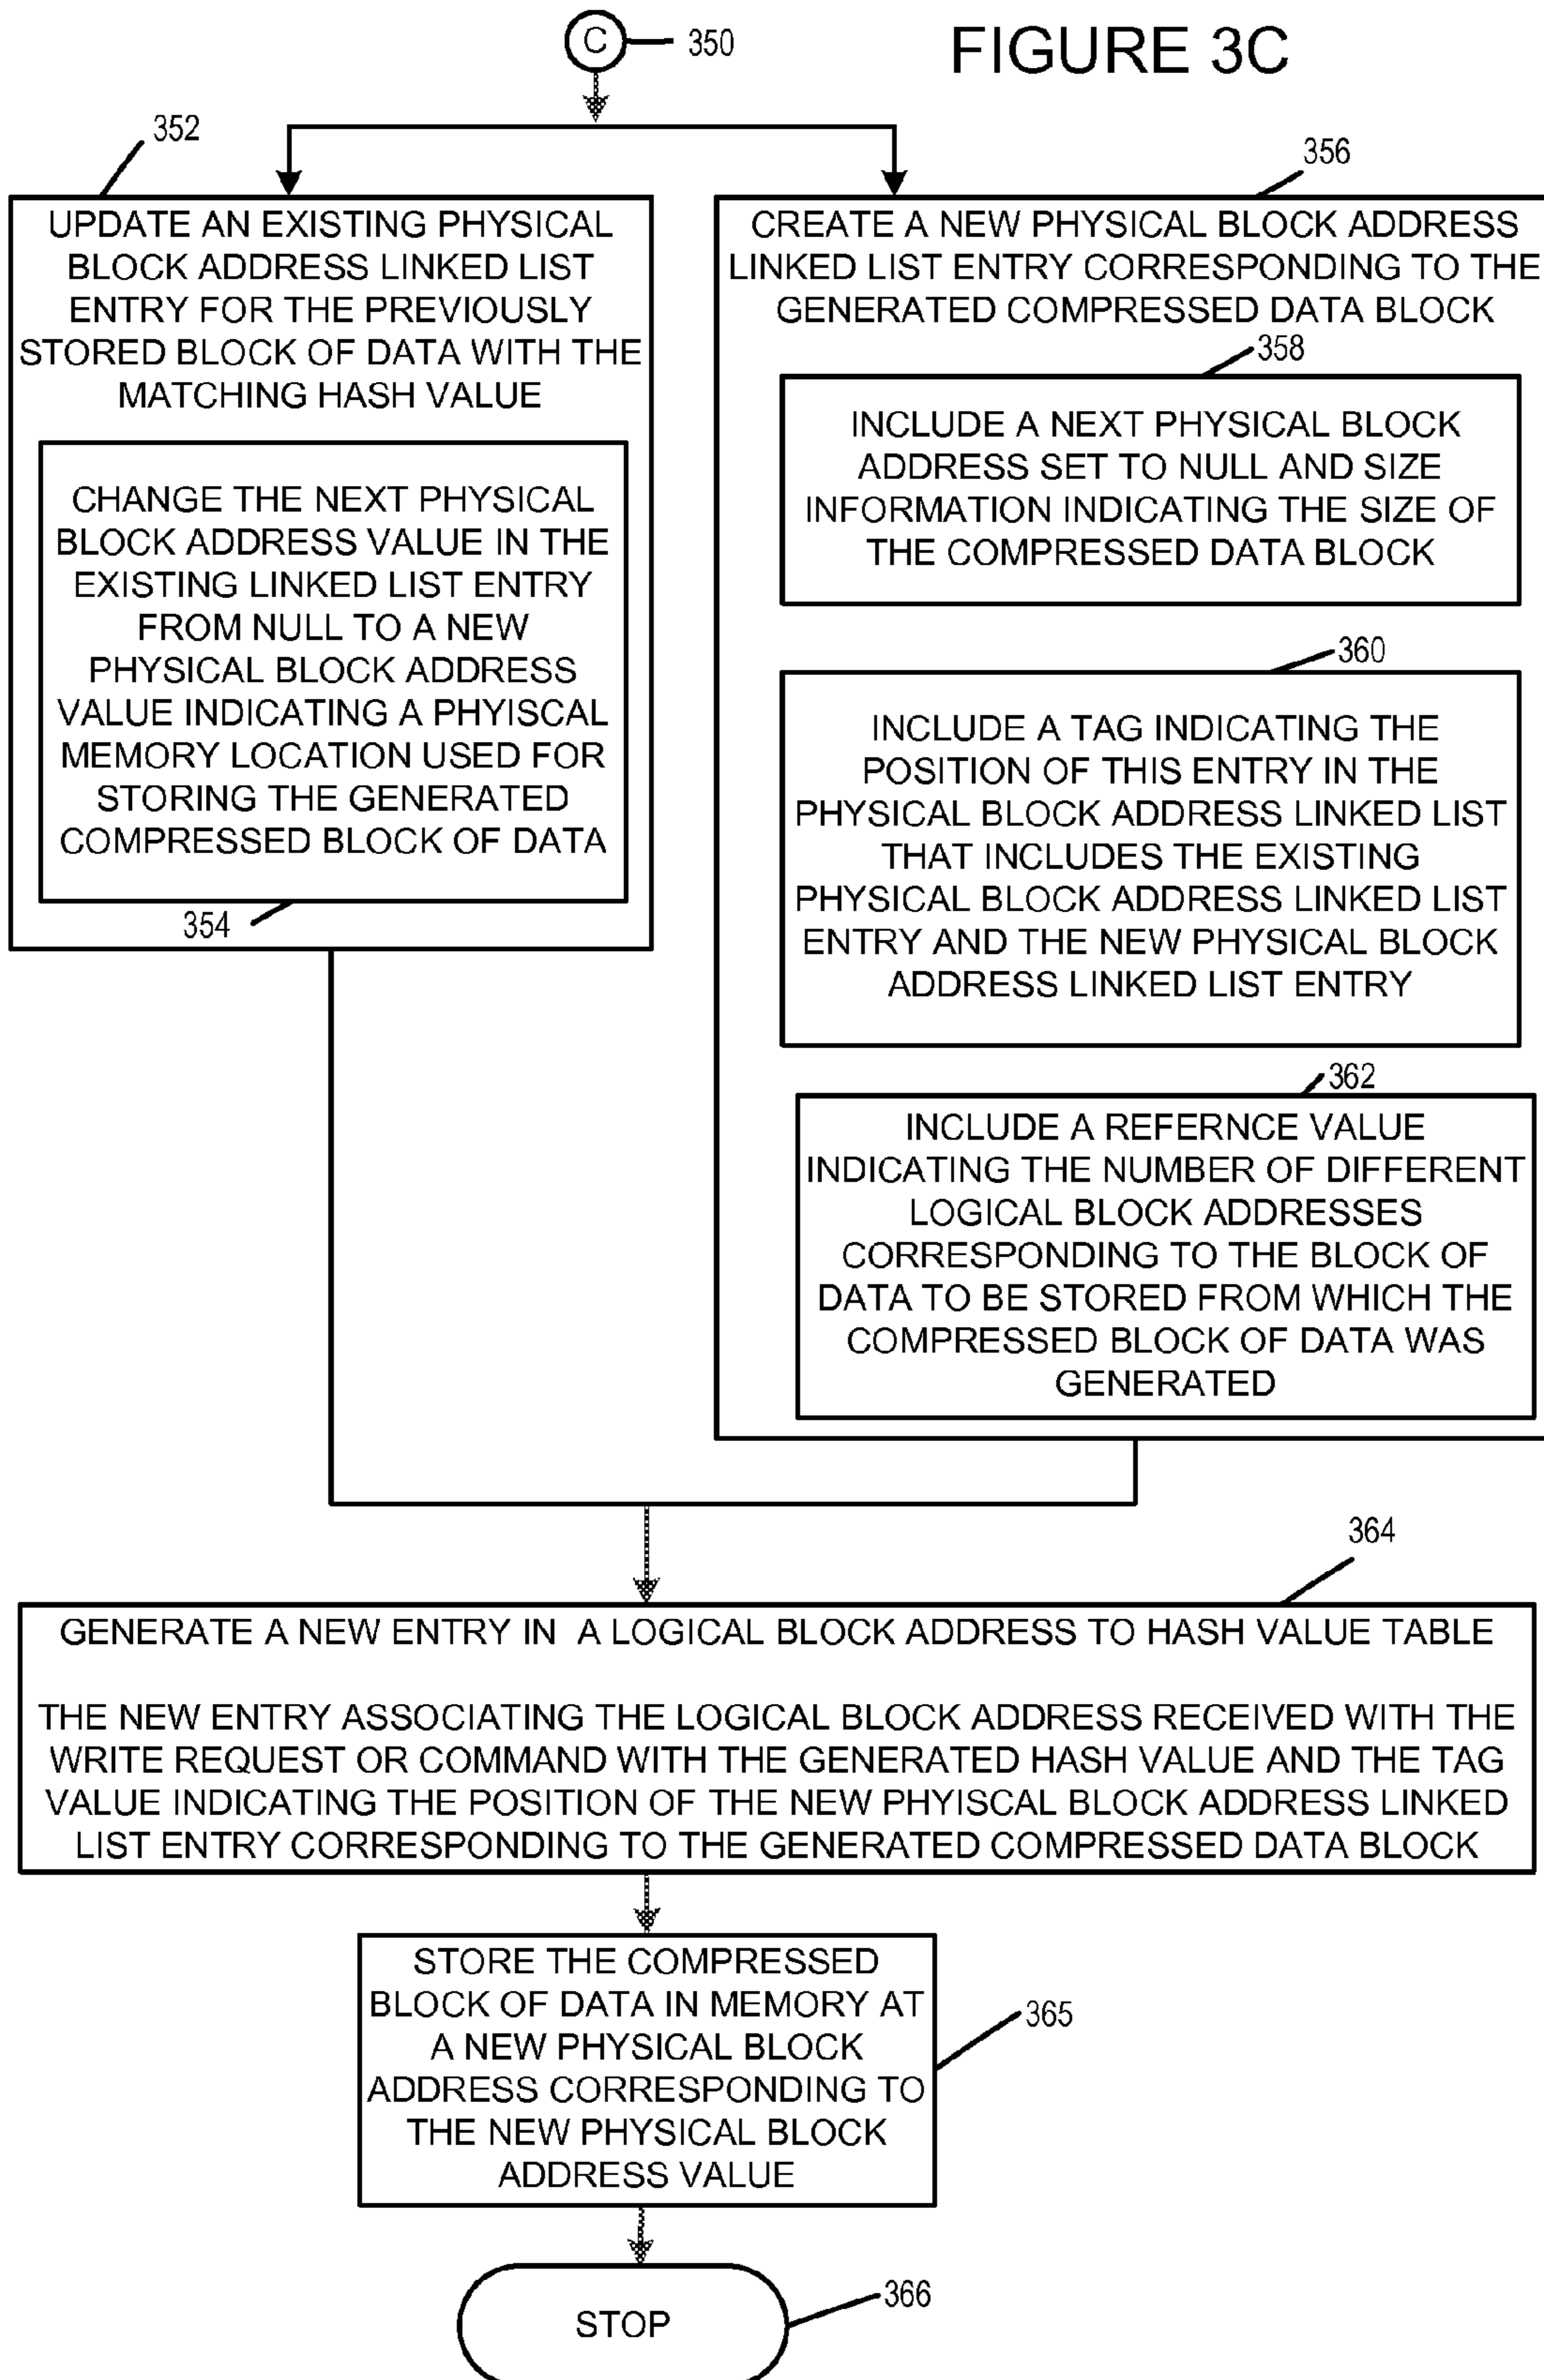 C
350
FIGURE 3C
352
UPDATE AN EXISTING PHYSICAL
BLOCK ADDRESS LINKED LIST
ENTRY FOR THE PREVIOUSLY
STORED BLOCK OF DATA WITH THE
MATCHING HASH VALUE
CHANGE THE NEXT PHYSICAL
BLOCK ADDRESS VALUE IN THE
EXISTING LINKED LIST ENTRY
FROM NULL TO A NEW
PHYSICAL BLOCK ADDRESS
VALUE INDICATING A PHYISCAL
MEMORY LOCATION USED FOR
STORING THE GENERATED
COMPRESSED BLOCK OF DATA
354
356
CREATE A NEW PHYSICAL BLOCK ADDRESS
LINKED LIST ENTRY CORRESPONDING TO THE
GENERATED COMPRESSED DATA BLOCK
358
INCLUDE A NEXT PHYSICAL BLOCK
ADDRESS SET TO NULL AND SIZE
INFORMATION INDICATING THE SIZE OF
THE COMPRESSED DATA BLOCK
360
INCLUDE A TAG INDICATING THE
POSITION OF THIS ENTRY IN THE
PHYSICAL BLOCK ADDRESS LINKED LIST
THAT INCLUDES THE EXISTING
PHYSICAL BLOCK ADDRESS LINKED LIST
ENTRY AND THE NEW PHYSICAL BLOCK
ADDRESS LINKED LIST ENTRY
362
INCLUDE A REFERNCE VALUE
INDICATING THE NUMBER OF DIFFERENT
LOGICAL BLOCK ADDRESSES
CORRESPONDING TO THE BLOCK OF
DATA TO BE STORED FROM WHICH THE
COMPRESSED BLOCK OF DATA WAS
GENERATED
364
GENERATE A NEW ENTRY IN A LOGICAL BLOCK ADDRESS TO HASH VALUE TABLE
THE NEW ENTRY ASSOCIATING THE LOGICAL BLOCK ADDRESS RECEIVED WITH THE
WRITE REQUEST OR COMMAND WITH THE GENERATED HASH VALUE AND THE TAG
VALUE INDICATING THE POSITION OF THE NEW PHYISCAL BLOCK ADDRESS LINKED
LIST ENTRY CORRESPONDING TO THE GENERATED COMPRESSED DATA BLOCK
STORE THE COMPRESSED
BLOCK OF DATA IN MEMORY AT
A NEW PHYSICAL BLOCK
ADDRESS CORRESPONDING TO
THE NEW PHYSICAL BLOCK
ADDRESS VALUE
365
STOP
366